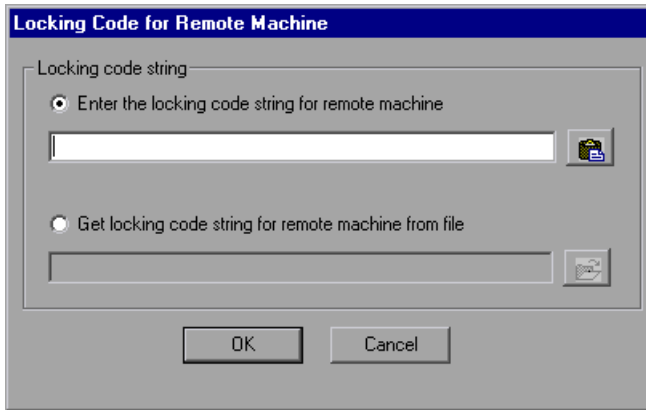 Locking Code for Remote Machine
Locking code string
Enter the locking code string for remote machine
Get locking code string for remote machine from file
OK
Cancel